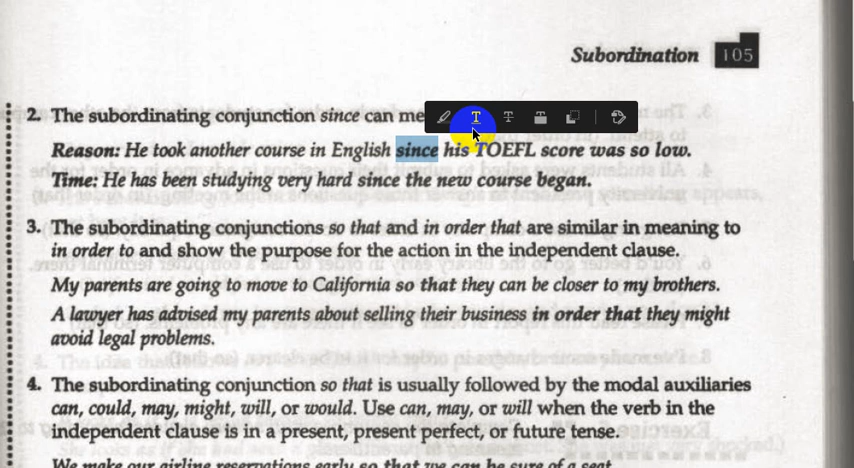 Subordination 105
2. The subordinating conjunction since can me
Reason: He took another course in English since his TOEFL score was so low.
Time: He has been studying very hard since the new course began.
3. The subordinating conjunctions so that and in order that are similar in meaning to
in order to and show the purpose for the action in the independent clause.
My parents are going to move to California so that they can be closer to my brothers.
A lawyer has advised my parents about selling their business in order that they might
avoid legal problems.
4. The subordinating conjunction so that is usually followed by the modal auxiliaries
can, could, may, might, will, or would. Use can, may, or will when the verb in the
independent clause is in a present, present perfect, or future tense.
We make our airline reservations early so that we can be sure of a seat.